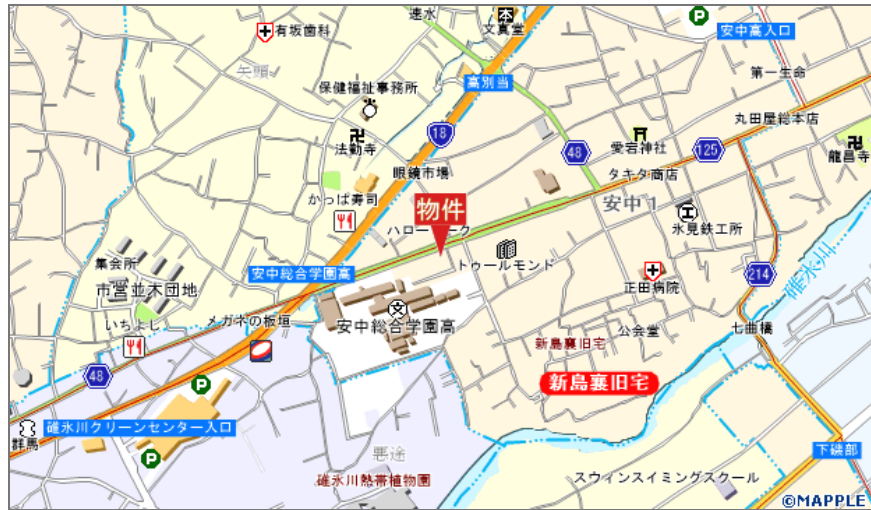 速水
文真堂
本
P
安中高入口
有坂歯科
矢頭
高別当
第一生命
保健福祉事務所
丸田屋総本店
18
法勤寺
48
愛宕神社
125
龍昌寺
眼鏡市場
タキタ商店
かっぱ寿司
物件
安中1
ハローワーク
氷見鉄工所
集会所
安中総合学園高
トゥールモンド
214
碓氷川
市営並木団地
正田病院
文
いちよし
メガネの板垣
安中総合学園高
公会堂
七曲橋
新島襄旧宅
48
P
新島襄旧宅
碓氷川クリーンセンター入口
群馬
P
悪途
下磯部
碓氷川熱帯植物園
スウィンスイミングスクール
©MAPPLE